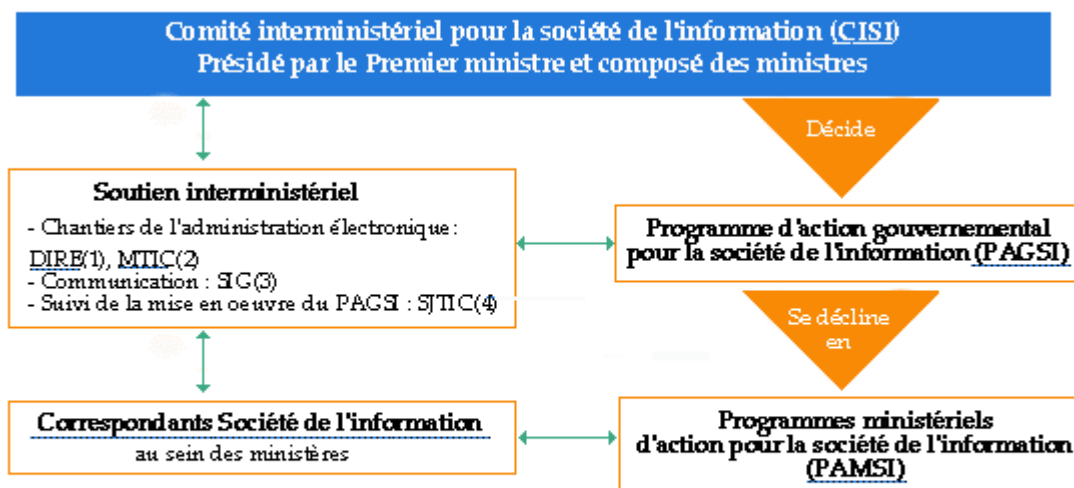 Comité interministériel pour la société de l'information (CISI)
Présidé par le Premier ministre et composé des ministres
Décide
Soutien interministériel
- Chantiers de l'administration électronique :
DIRE(1), MTIC(2)
- Communication : SIG(3)
- Suivi de la mise en oeuvre du PAGSI : SJTIC(4)
Programme d'action gouvernemental
pour la société de l'information (PAGSI)
Se décline
en
Correspondants Société de l'information
au sein des ministères
Programmes ministériels
d'action pour la société de l'information
(PAMSI)